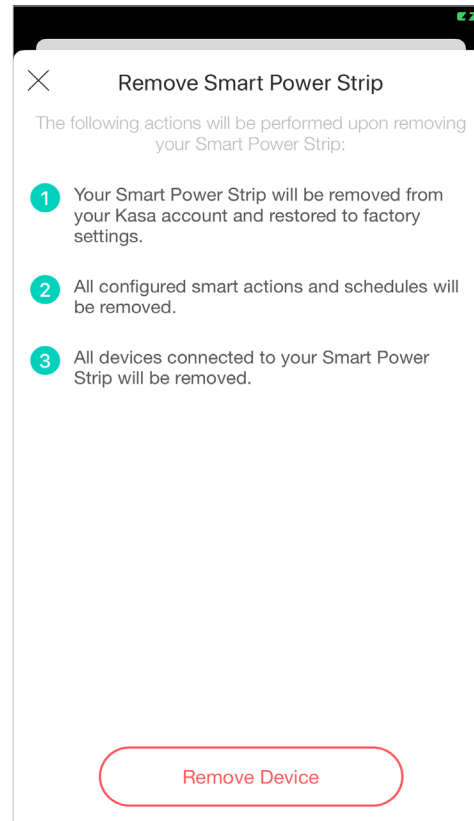 Remove Smart Power Strip
The following actions will be performed upon removing
your Smart Power Strip:
1 Your Smart Power Strip will be removed from
your Kasa account and restored to factory
settings.
2 All configured smart actions and schedules will
be removed.
3 All devices connected to your Smart Power
Strip will be removed.
Remove Device